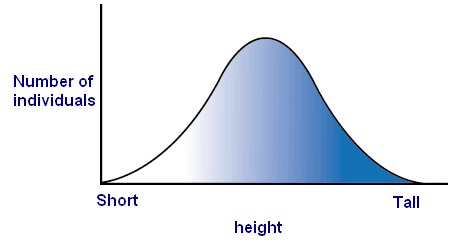 Number of
individuals
Short
Tall
height